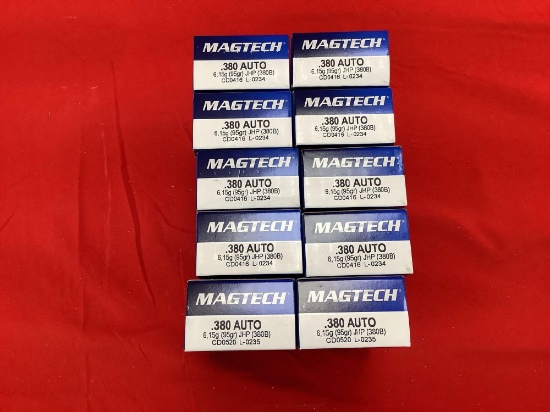 MAGTECH
.380 AUTO
6,15g (95gr) JHP (380B)
CD0416 L-0234
MAGTECH
.380 AUTO
6,15g (95gr) JHP (380B)
CD0416 L-0234
MAGTECH
.380 AUTO
6,15g (95gr) JHP (380B)
CD0416 L-0234
MAGTECH
.380 AUTO
6,15g (95gr) JHP (380B)
CD0416 L-0234
MAGTECH
.380 AUTO
6,15g (95gr) JHP (380B)
CD0416 L-0234
MAGTECH
.380 AUTO
6,15g (95gr) JHP (380B)
CD0416 L-0234
MAGTECH
.380 AUTO
6,15g (95gr) JHP (380B)
CD0416 L-0234
MAGTECH
.380 AUTO
6,15g (95gr) JHP (380B)
CD0416 L-0234
MAGTECH
.380 AUTO
6,15g (95gr) JHP (380B)
CD0520 L-0235
MAGTECH
.380 AUTO
6,15g (95gr) JHP (380B)
CD0520 L-0235